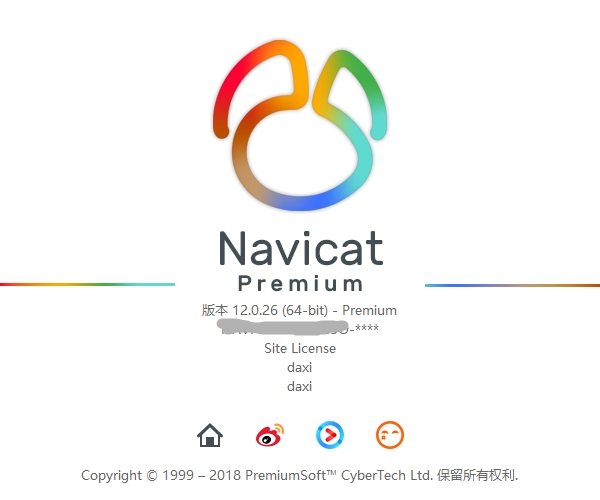 Navicat
Premium
版本 12.0.26 (64-bit) - Premium
-****
Site License
daxi
daxi
Copyright © 1999 – 2018 PremiumSoft™ CyberTech Ltd. 保留所有权利.